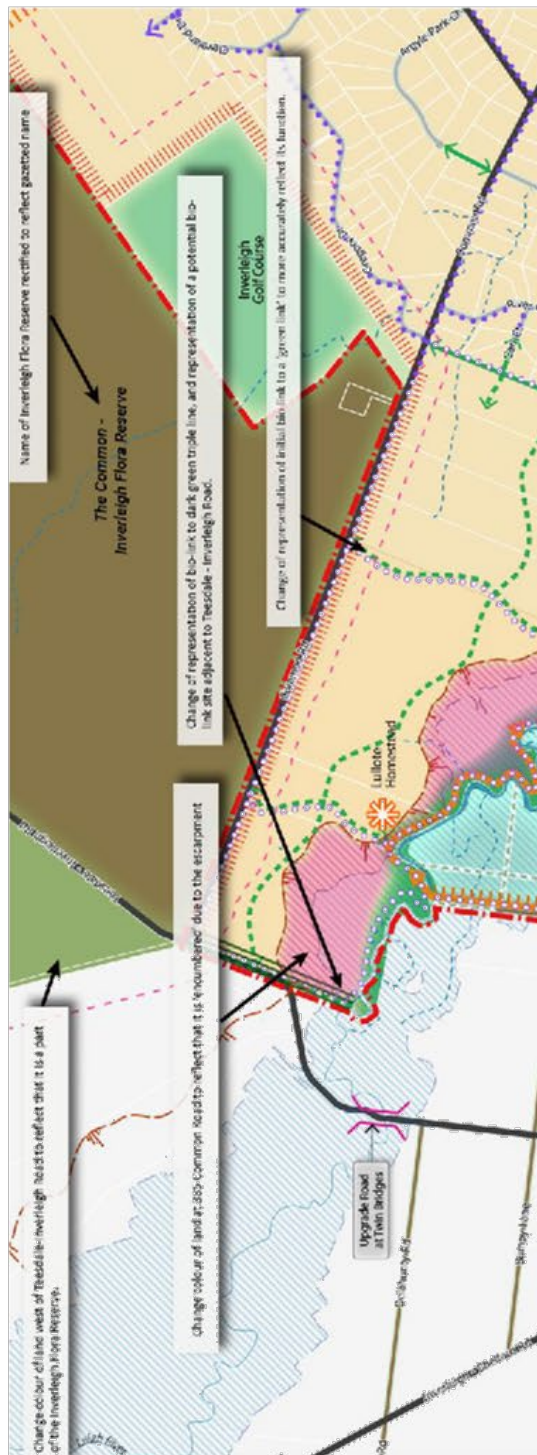 Change colour of land west of Teesdale-Inverleigh Road to reflect that it is a part
of the Inverleigh Flora Reserve.
Change colour of land at 385 Common Road to reflect that it is 'encumbered' due to the escarpment
Change of representation of bio-link to dark green triple line, and representation of a potential bio-
link site adjacent to Teesdale - Inverleigh Road.
Name of Inverleigh Flora Reserve rectified to reflect gazetted name
Change of representation of initial bio-link to a 'green link' to more accurately reflect its function.
The Common -
Inverleigh Flora Reserve
Inverleigh
Golf Course
Lullote
Homestead
Upgrade Road
at Twin Bridges
Common Rd
Argyle Park Ct